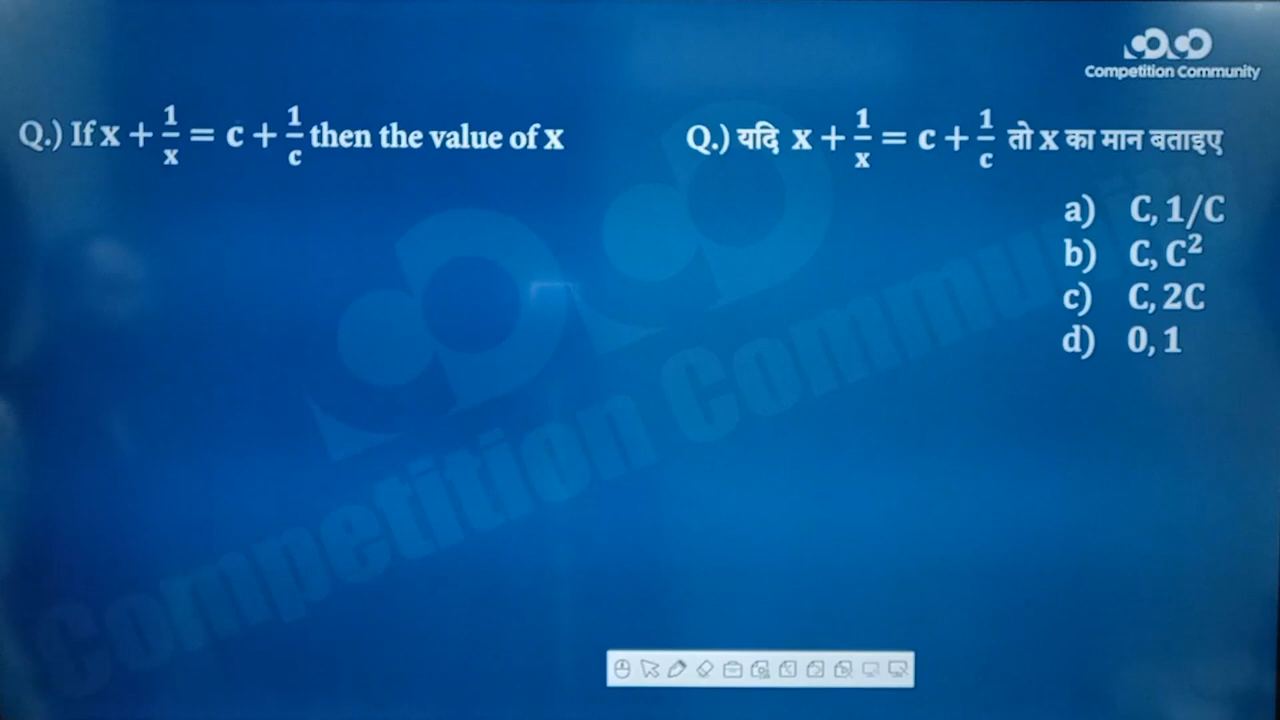 Competition Community
Q.) If x + 1/x = c + 1/c then the value of x
Q.) यदि x + 1/x = c + 1/c तो x का मान बताइए
a) C, 1/C
b) C, C²
c) C, 2C
d) 0, 1
Competition Community